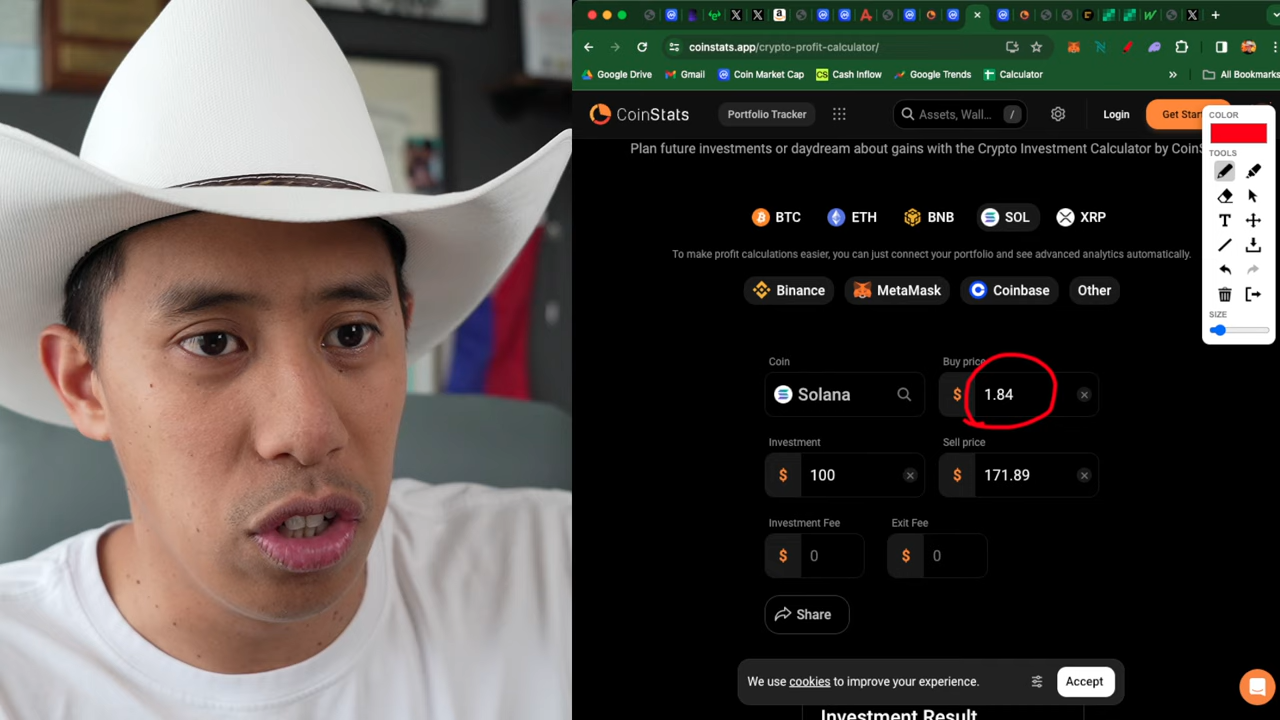 coinstats.app/crypto-profit-calculator/
Google Drive
Gmail
Coin Market Cap
CS Cash Inflow
Google Trends
Calculator
»
All Bookmarks
CoinStats
Portfolio Tracker
Assets, Wall... /
Login
Get Start
Plan future investments or daydream about gains with the Crypto Investment Calculator by CoinS
BTC
ETH
BNB
SOL
XRP
To make profit calculations easier, you can just connect your portfolio and see advanced analytics automatically.
Binance
MetaMask
Coinbase
Other
Coin
Buy price
Solana
$ 1.84
Investment
Sell price
$ 100
$ 171.89
Investment Fee
Exit Fee
$ 0
$ 0
Share
We use cookies to improve your experience.
Accept
Investment Result
COLOR
TOOLS
T
SIZE